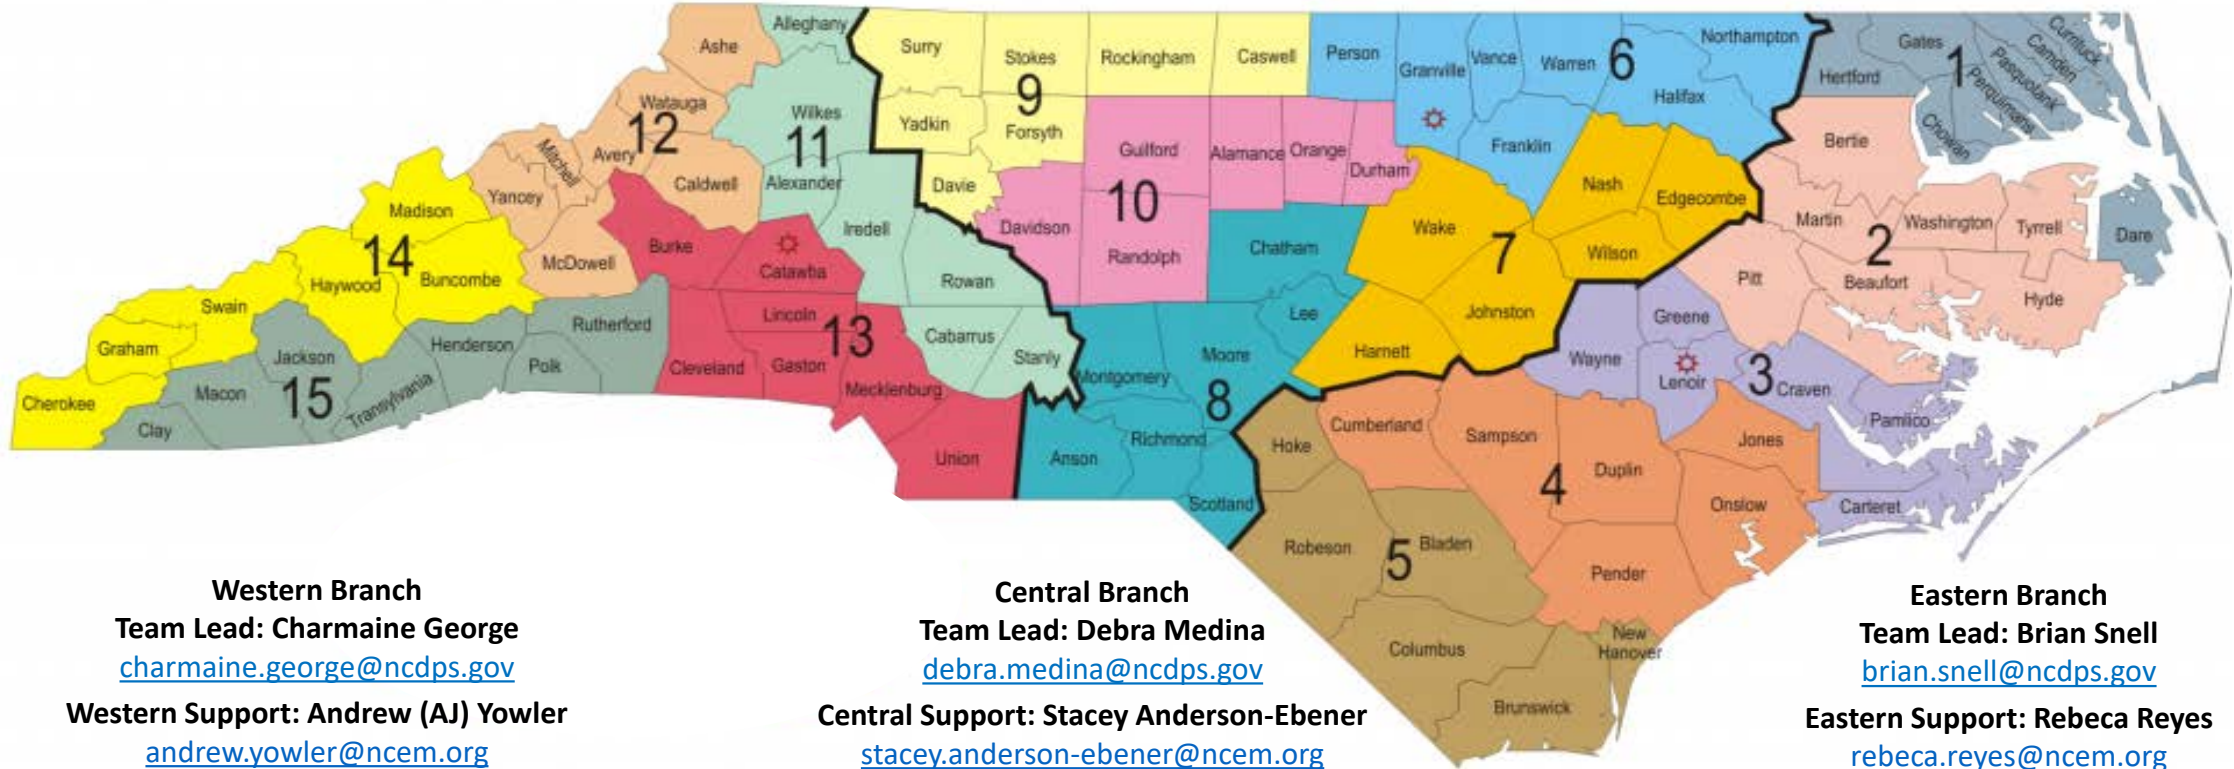 Ashe
Alleghany
Surry
Stokes
Rockingham
Caswell
Person
Granville
Vance
Warren
6
Northampton
Halifax
Gates
1
Currituck
Camden
Pasquotank
Perquimans
Chowan
Hertford
Watauga
12
Wilkes
11
Yadkin
9
Forsyth
Franklin
Bertie
Mitchell
Avery
Caldwell
Alexander
Davie
Guilford
Alamance
Orange
Durham
Nash
Edgecombe
Yancey
Madison
14
Haywood
Buncombe
McDowell
Burke
Catawba
Iredell
Rowan
Davidson
10
Randolph
Chatham
Wake
7
Wilson
Martin
2
Washington
Tyrrell
Dare
Pitt
Beaufort
Hyde
Swain
Graham
Cherokee
Jackson
Macon
15
Clay
Transylvania
Henderson
Polk
Rutherford
Cleveland
Lincoln
13
Gaston
Mecklenburg
Union
Cabarrus
Stanly
Montgomery
Moore
Lee
8
Harnett
Johnston
Wayne
Greene
Lenoir
3
Craven
Pamlico
Carteret
Anson
Richmond
Scotland
Hoke
Cumberland
Sampson
4
Duplin
Jones
Onslow
Robeson
5
Bladen
Pender
Columbus
New
Hanover
Brunswick
Western Branch
Team Lead: Charmaine George
charmaine.george@ncdps.gov
Western Support: Andrew (AJ) Yowler
andrew.yowler@ncem.org
Central Branch
Team Lead: Debra Medina
debra.medina@ncdps.gov
Central Support: Stacey Anderson-Ebener
stacey.anderson-ebener@ncem.org
Eastern Branch
Team Lead: Brian Snell
brian.snell@ncdps.gov
Eastern Support: Rebeca Reyes
rebeca.reyes@ncem.org